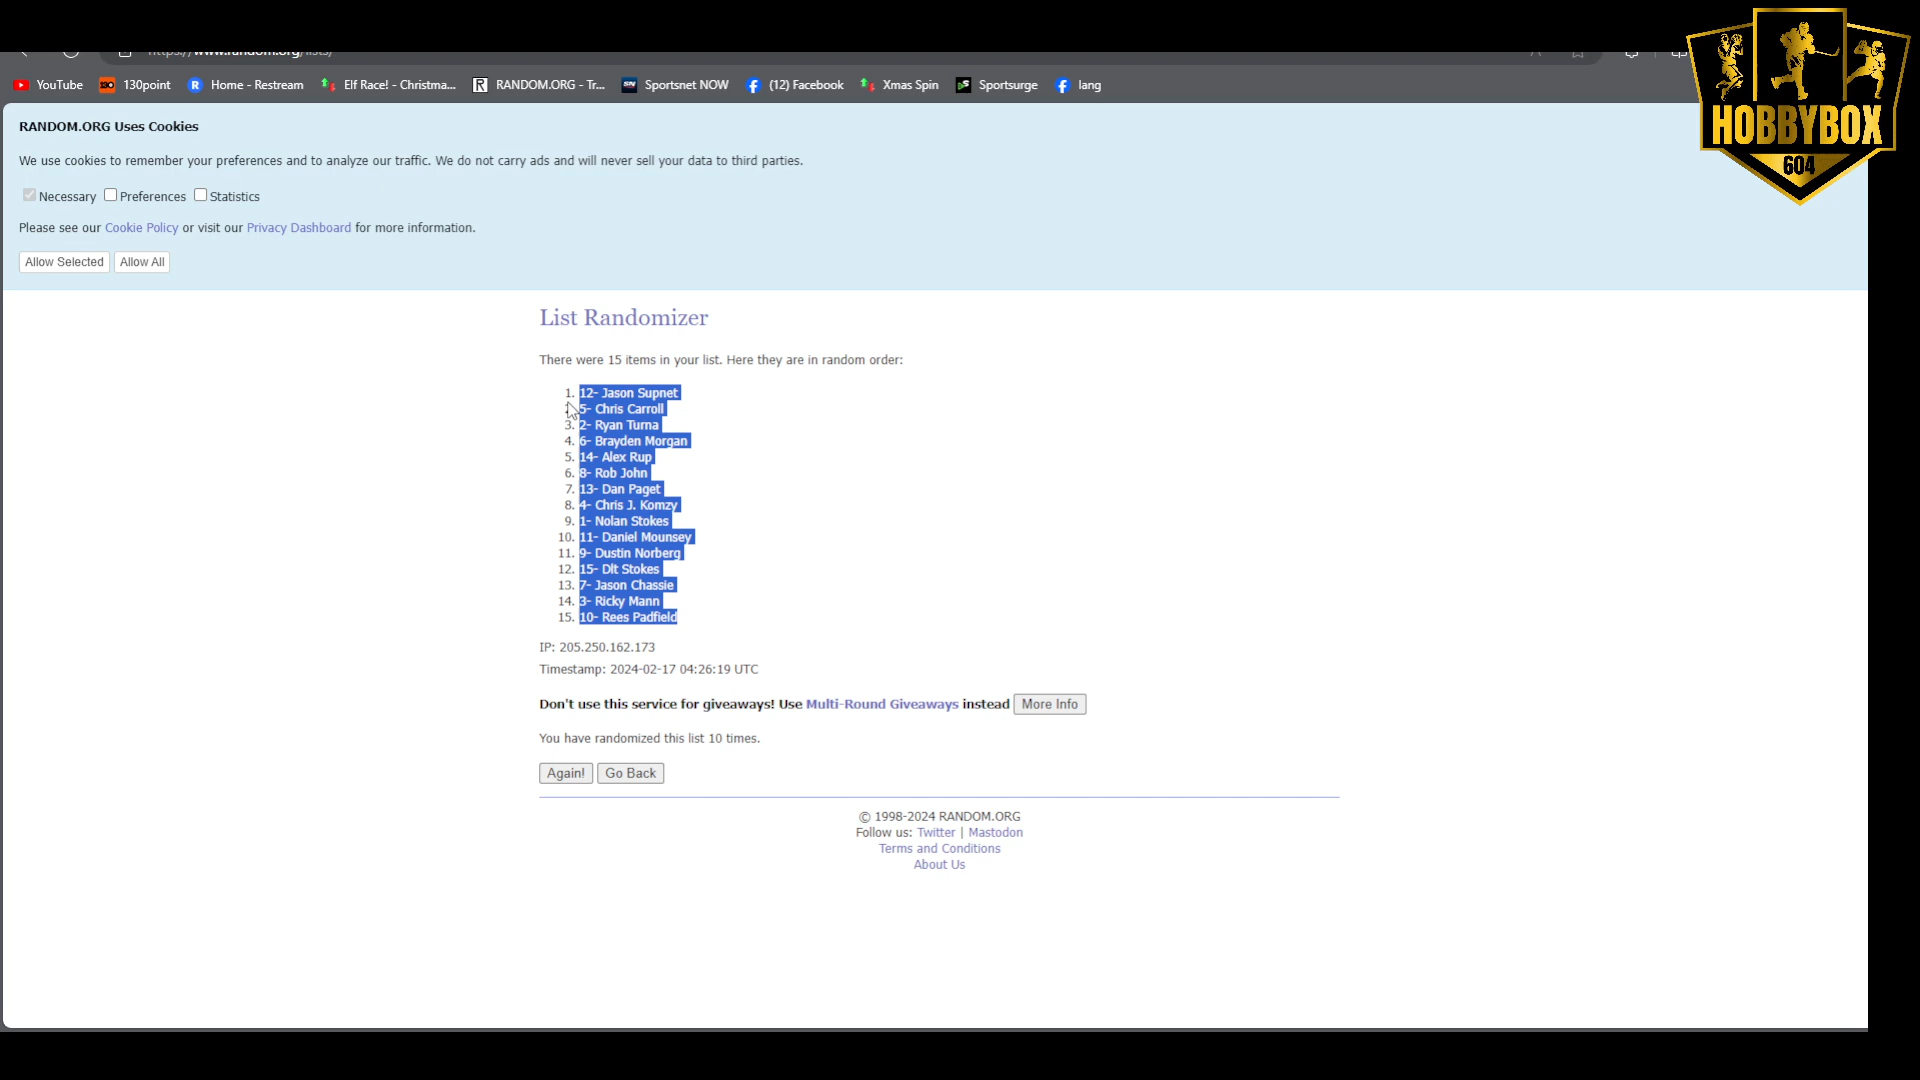 https://www.random.org/lists/
YouTube 130point Home - Restream Elf Race! - Christma... RANDOM.ORG - Tr... Sportsnet NOW (12) Facebook Xmas Spin Sportsurge lang
HOBBYBOX
604
RANDOM.ORG Uses Cookies
We use cookies to remember your preferences and to analyze our traffic. We do not carry ads and will never sell your data to third parties.
Necessary Preferences Statistics
Please see our Cookie Policy or visit our Privacy Dashboard for more information.
Allow Selected Allow All
List Randomizer
There were 15 items in your list. Here they are in random order:
1. 12- Jason Supnet
5- Chris Carroll
3. 2- Ryan Turna
4. 6- Brayden Morgan
5. 14- Alex Rup
6. 8- Rob John
7. 13- Dan Paget
8. 4- Chris J. Komzy
9. 1- Nolan Stokes
10. 11- Daniel Mounsey
11. 9- Dustin Norberg
12. 15- Dlt Stokes
13. 7- Jason Chassie
14. 3- Ricky Mann
15. 10- Rees Padfield
IP: 205.250.162.173
Timestamp: 2024-02-17 04:26:19 UTC
Don't use this service for giveaways! Use Multi-Round Giveaways instead More Info
You have randomized this list 10 times.
Again! Go Back
© 1998-2024 RANDOM.ORG
Follow us: Twitter | Mastodon
Terms and Conditions
About Us